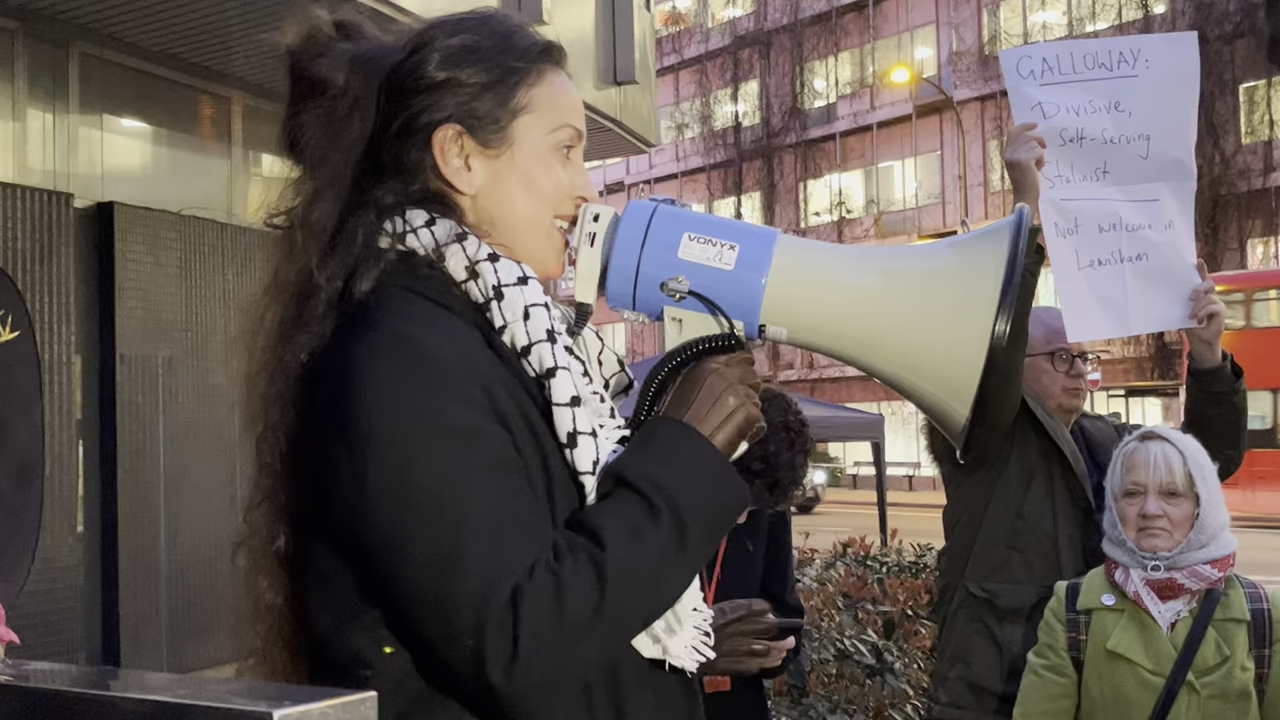 VONYX
GALLOWAY:
Divisive,
Self-Serving
Stalinist
Not welcome in
Lewisham